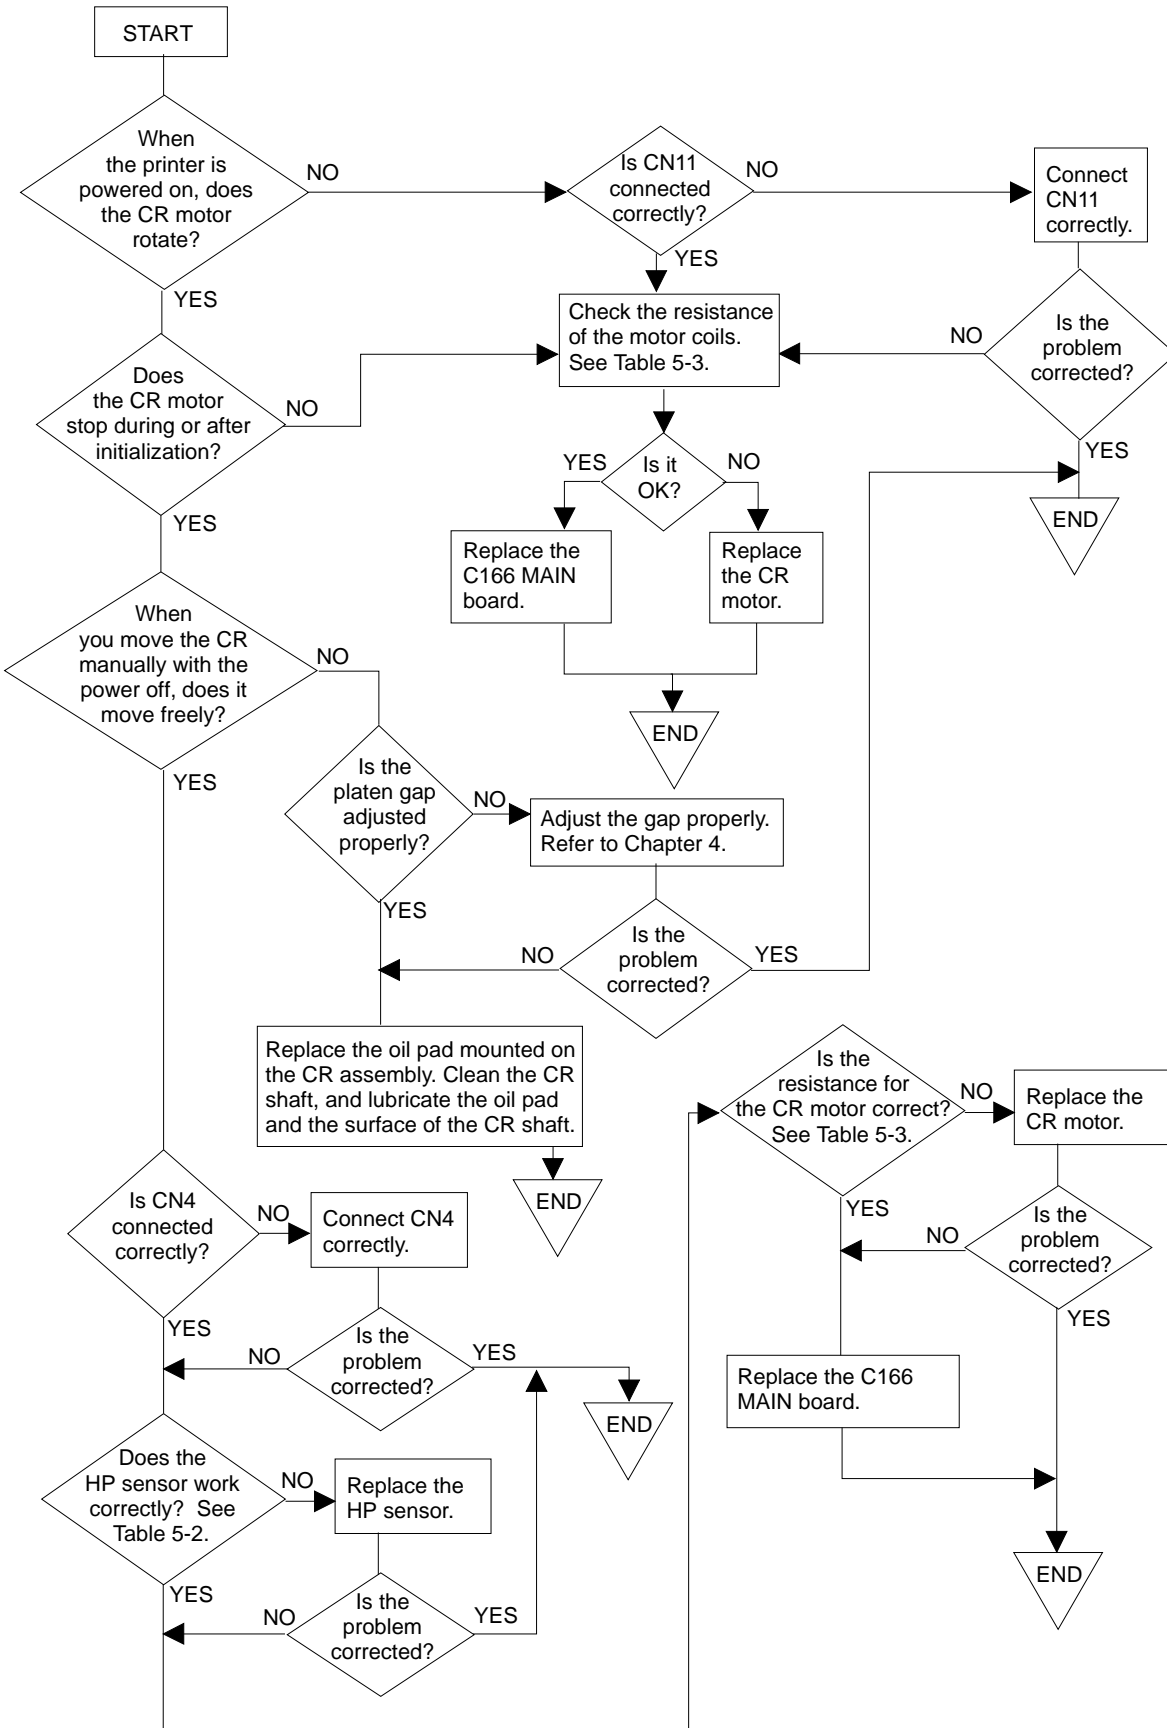 START
When
the printer is
powered on, does
the CR motor
rotate?
NO
YES
Is CN11
connected
correctly?
NO
YES
Connect
CN11
correctly.
Is the
problem
corrected?
NO
YES
END
Check the resistance
of the motor coils.
See Table 5-3.
Does
the CR motor
stop during or after
initialization?
NO
YES
Is it
OK?
YES
NO
Replace the
C166 MAIN
board.
Replace
the CR
motor.
END
When
you move the CR
manually with the
power off, does it
move freely?
NO
YES
Is the
platen gap
adjusted
properly?
NO
YES
Adjust the gap properly.
Refer to Chapter 4.
Is the
problem
corrected?
NO
YES
Replace the oil pad mounted on
the CR assembly. Clean the CR
shaft, and lubricate the oil pad
and the surface of the CR shaft.
END
Is CN4
connected
correctly?
NO
YES
Connect CN4
correctly.
Is the
problem
corrected?
NO
YES
END
Does the
HP sensor work
correctly? See
Table 5-2.
NO
YES
Replace the
HP sensor.
Is the
problem
corrected?
NO
YES
Is the
resistance for
the CR motor correct?
See Table 5-3.
NO
YES
Replace the
CR motor.
Is the
problem
corrected?
NO
YES
Replace the C166
MAIN board.
END